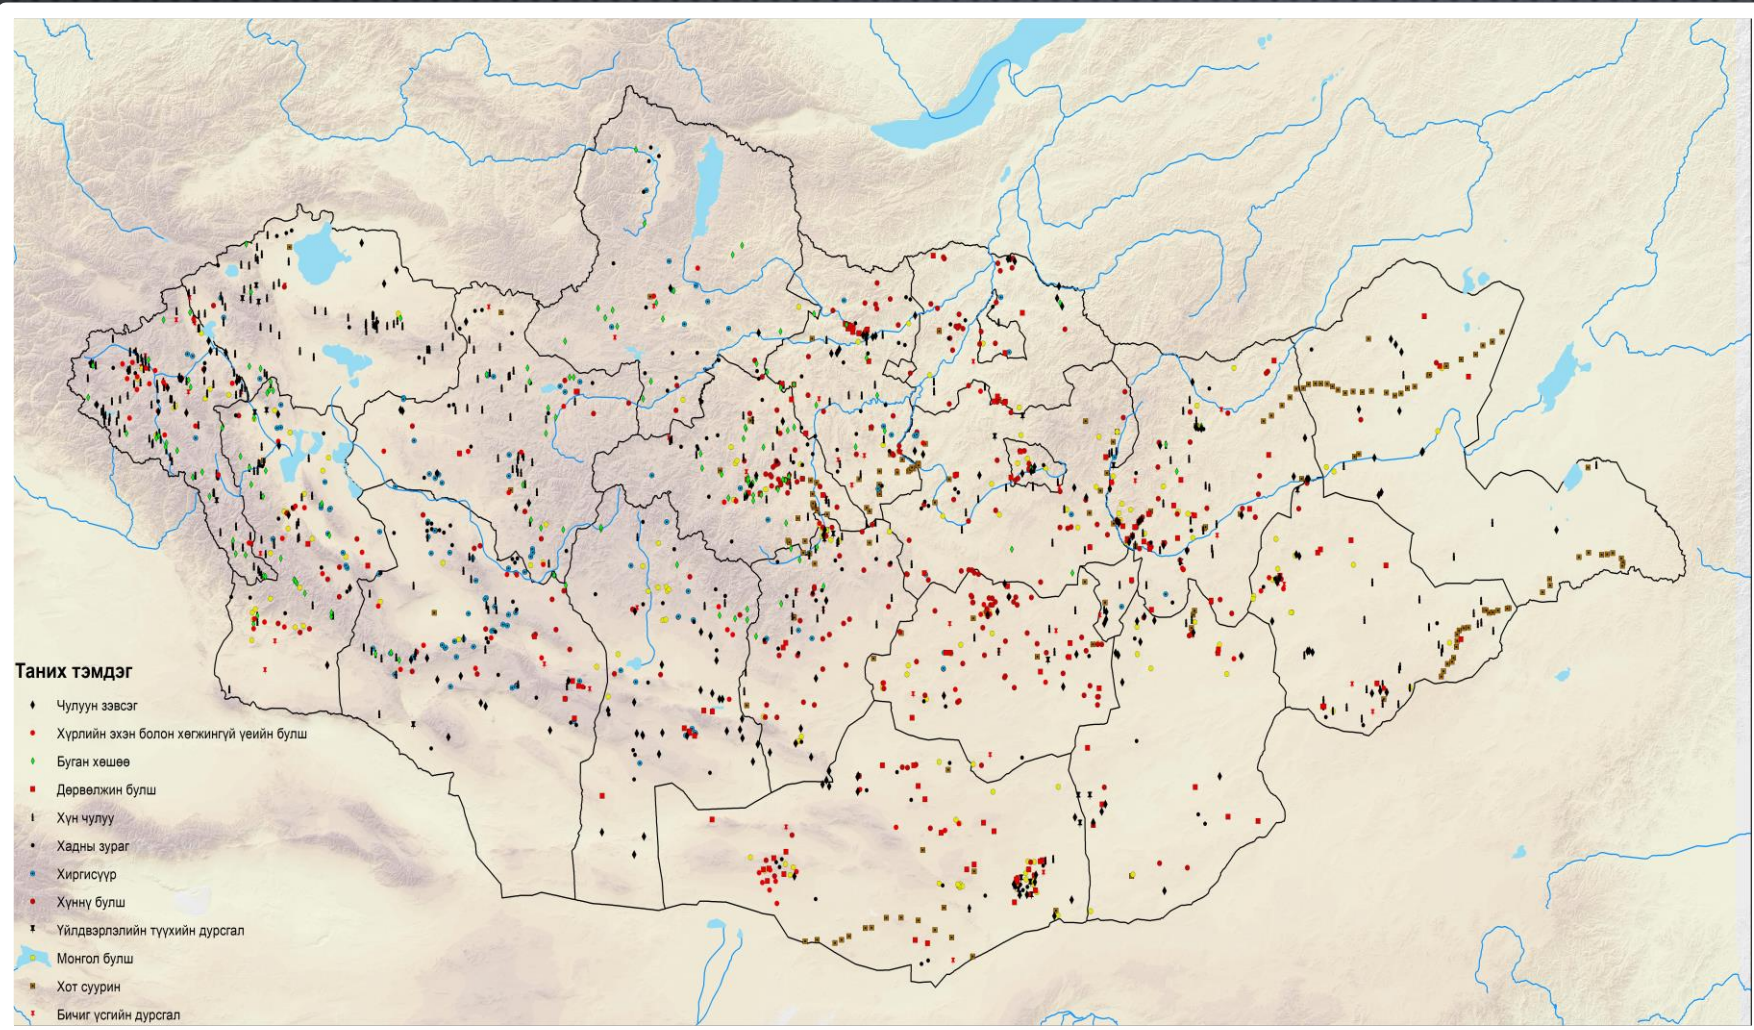 Таних тэмдэг
Чулуун зэвсэг
Хүрлийн эхэн болон хөгжингүй үеийн булш
Буган хөшөө
Дөрвөлжин булш
Хүн чулуу
Хадны зураг
Хиргисүүр
Хүннү булш
Үйлдвэрлэлийн түүхийн дурсгал
Монгол булш
Хот суурин
Бичиг үсгийн дурсгал